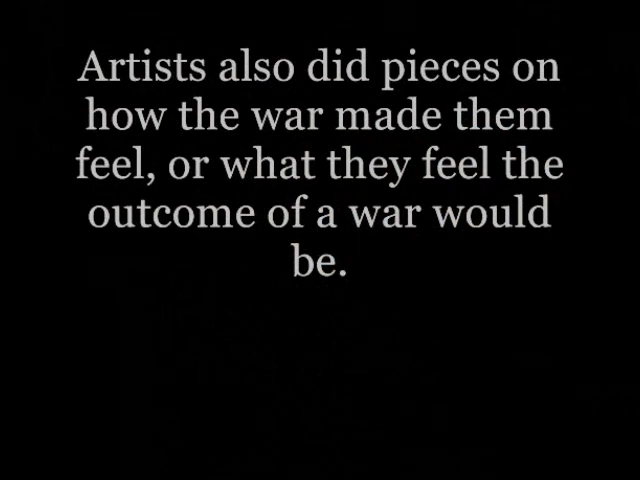 Artists also did pieces on
how the war made them
feel, or what they feel the
outcome of a war would
be.